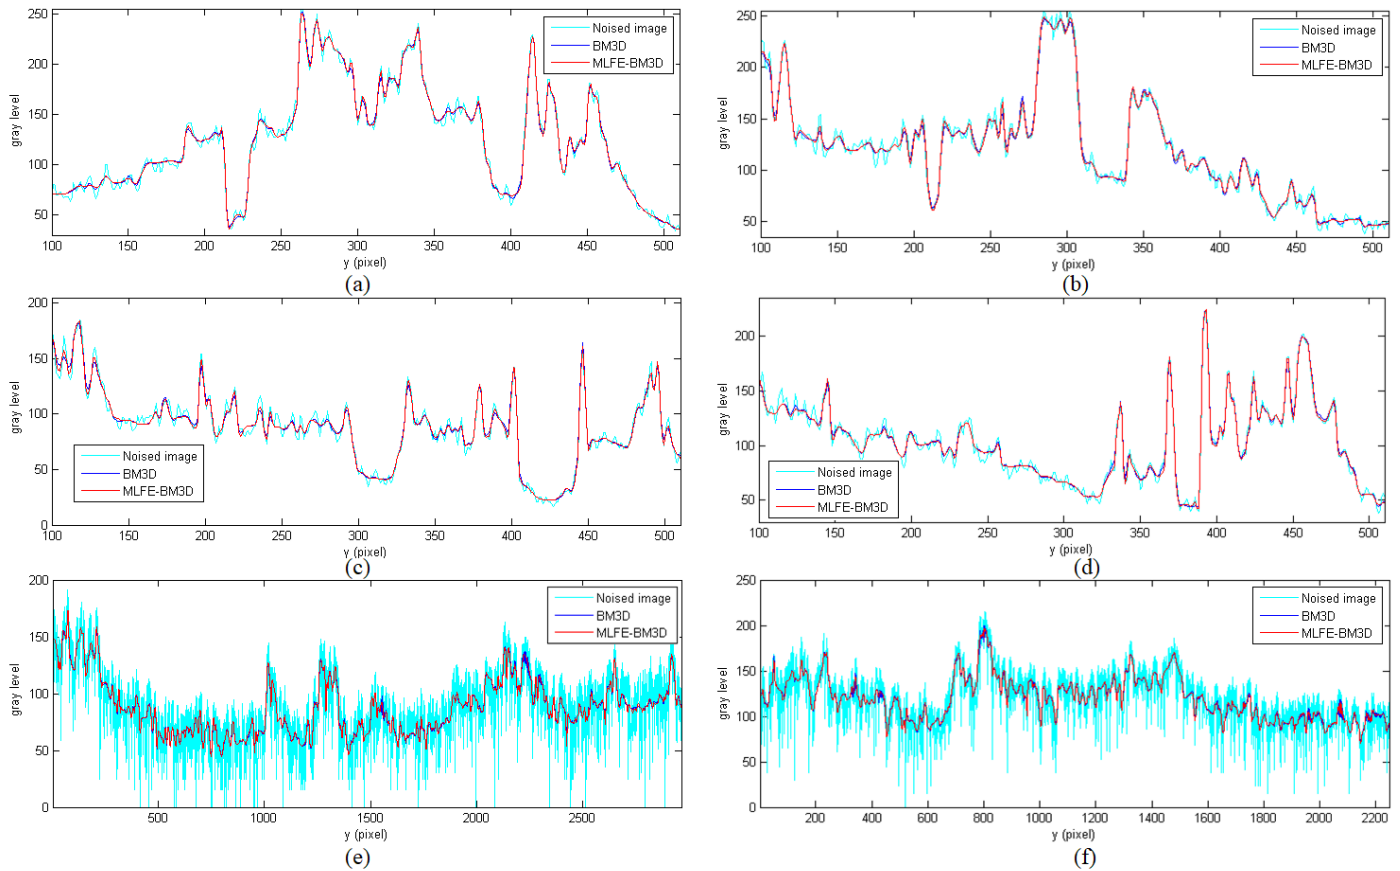 250
200
150
100
50
gray level
100 150 200 250 300 350 400 450 500
y (pixel)
Noised image
BM3D
MLFE-BM3D
(a)
250
200
150
100
50
gray level
100 150 200 250 300 350 400 450 500
y (pixel)
Noised image
BM3D
MLFE-BM3D
(b)
200
150
100
50
0
gray level
100 150 200 250 300 350 400 450 500
y (pixel)
Noised image
BM3D
MLFE-BM3D
(c)
200
150
100
50
gray level
100 150 200 250 300 350 400 450 500
y (pixel)
Noised image
BM3D
MLFE-BM3D
(d)
200
150
100
50
0
gray level
500 1000 1500 2000 2500
y (pixel)
Noised image
BM3D
MLFE-BM3D
(e)
250
200
150
100
50
0
gray level
200 400 600 800 1000 1200 1400 1600 1800 2000 2200
y (pixel)
Noised image
BM3D
MLFE-BM3D
(f)